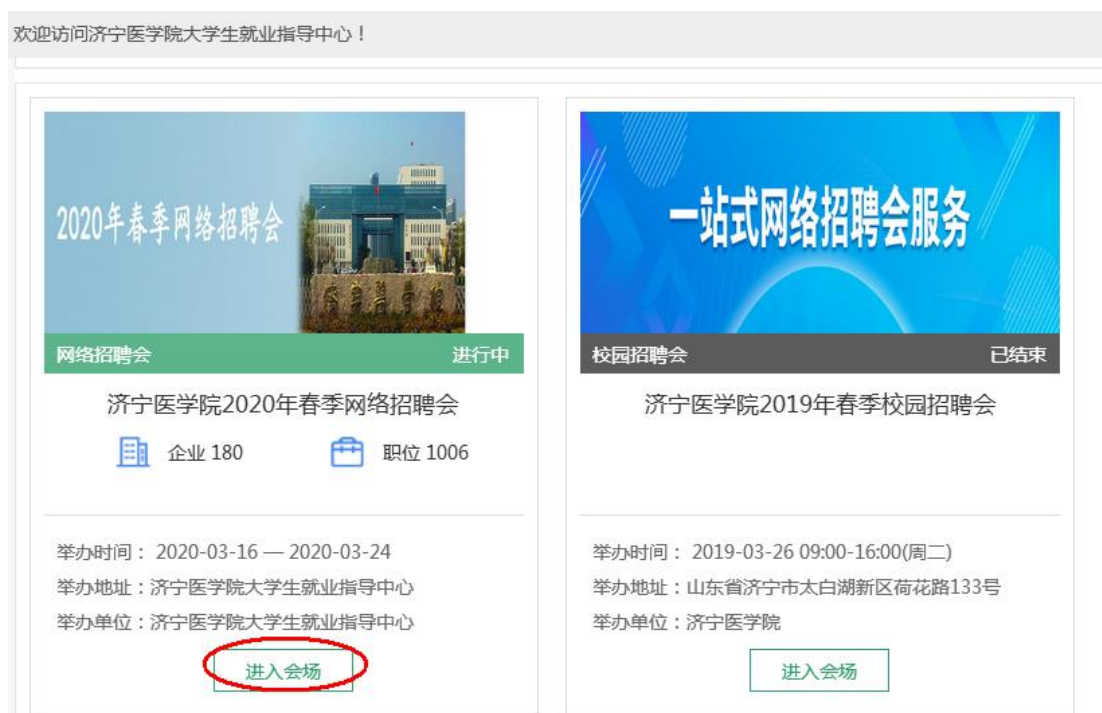 欢迎访问济宁医学院大学生就业指导中心！
2020年春季网络招聘会
网络招聘会 进行中
济宁医学院2020年春季网络招聘会
企业 180 职位 1006
举办时间： 2020-03-16 — 2020-03-24
举办地址：济宁医学院大学生就业指导中心
举办单位：济宁医学院大学生就业指导中心
进入会场
一站式网络招聘会服务
校园招聘会 已结束
济宁医学院2019年春季校园招聘会
举办时间： 2019-03-26 09:00-16:00(周二)
举办地址：山东省济宁市太白湖新区荷花路133号
举办单位：济宁医学院
进入会场